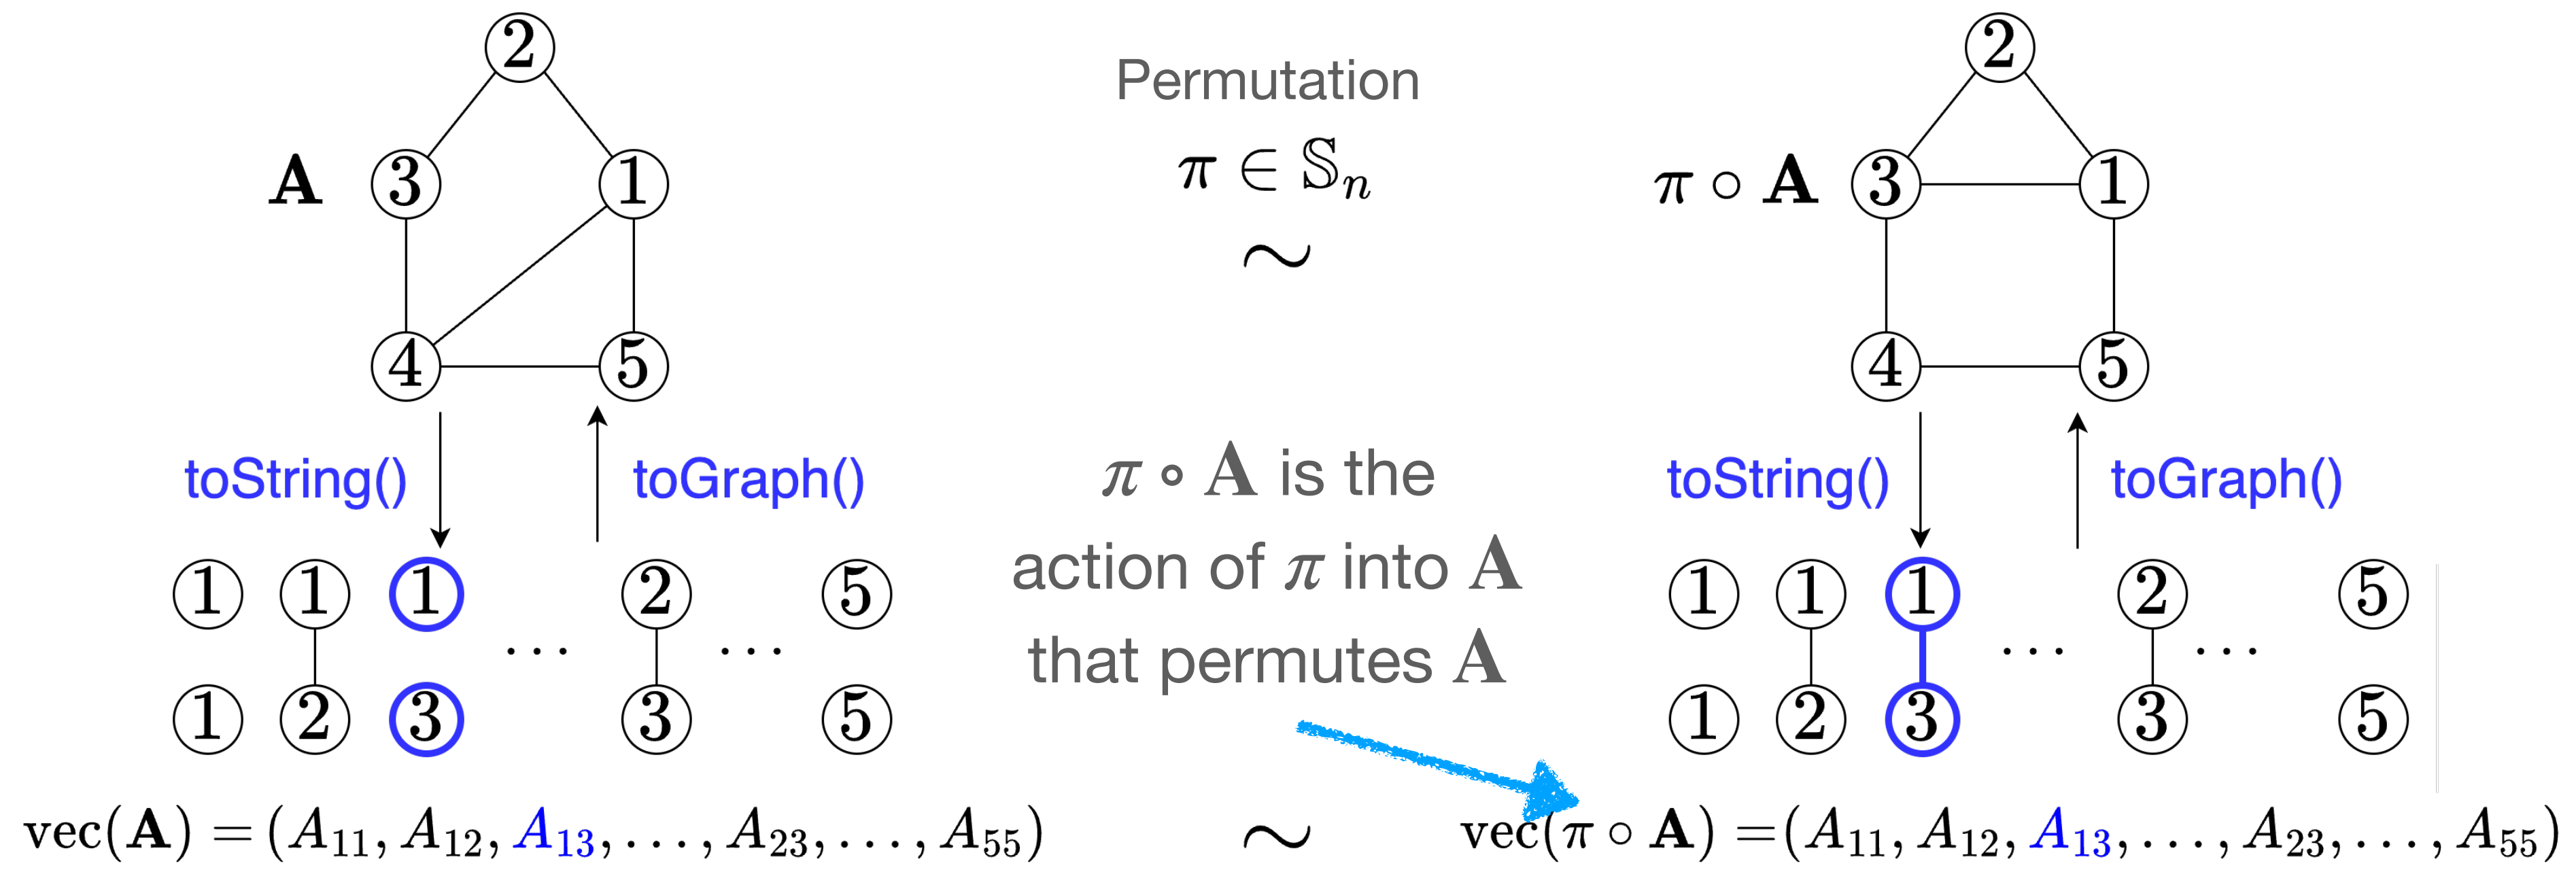 2
A 3 1
4 5
toString() toGraph()
1 1 1 ... 2 ... 5
1 2 3 3 5
vec(A) = (A₁₁, A₁₂, A₁₃, . . . , A₂₃, . . . , A₅₅)
Permutation
π ∈ 𝕊ₙ
∼
π ∘ A is the
action of π into A
that permutes A
∼
2
π ∘ A 3 1
4 5
toString() toGraph()
1 1 1 ... 2 ... 5
1 2 3 3 5
vec(π ∘ A) =(A₁₁, A₁₂, A₁₃, . . . , A₂₃, . . . , A₅₅)